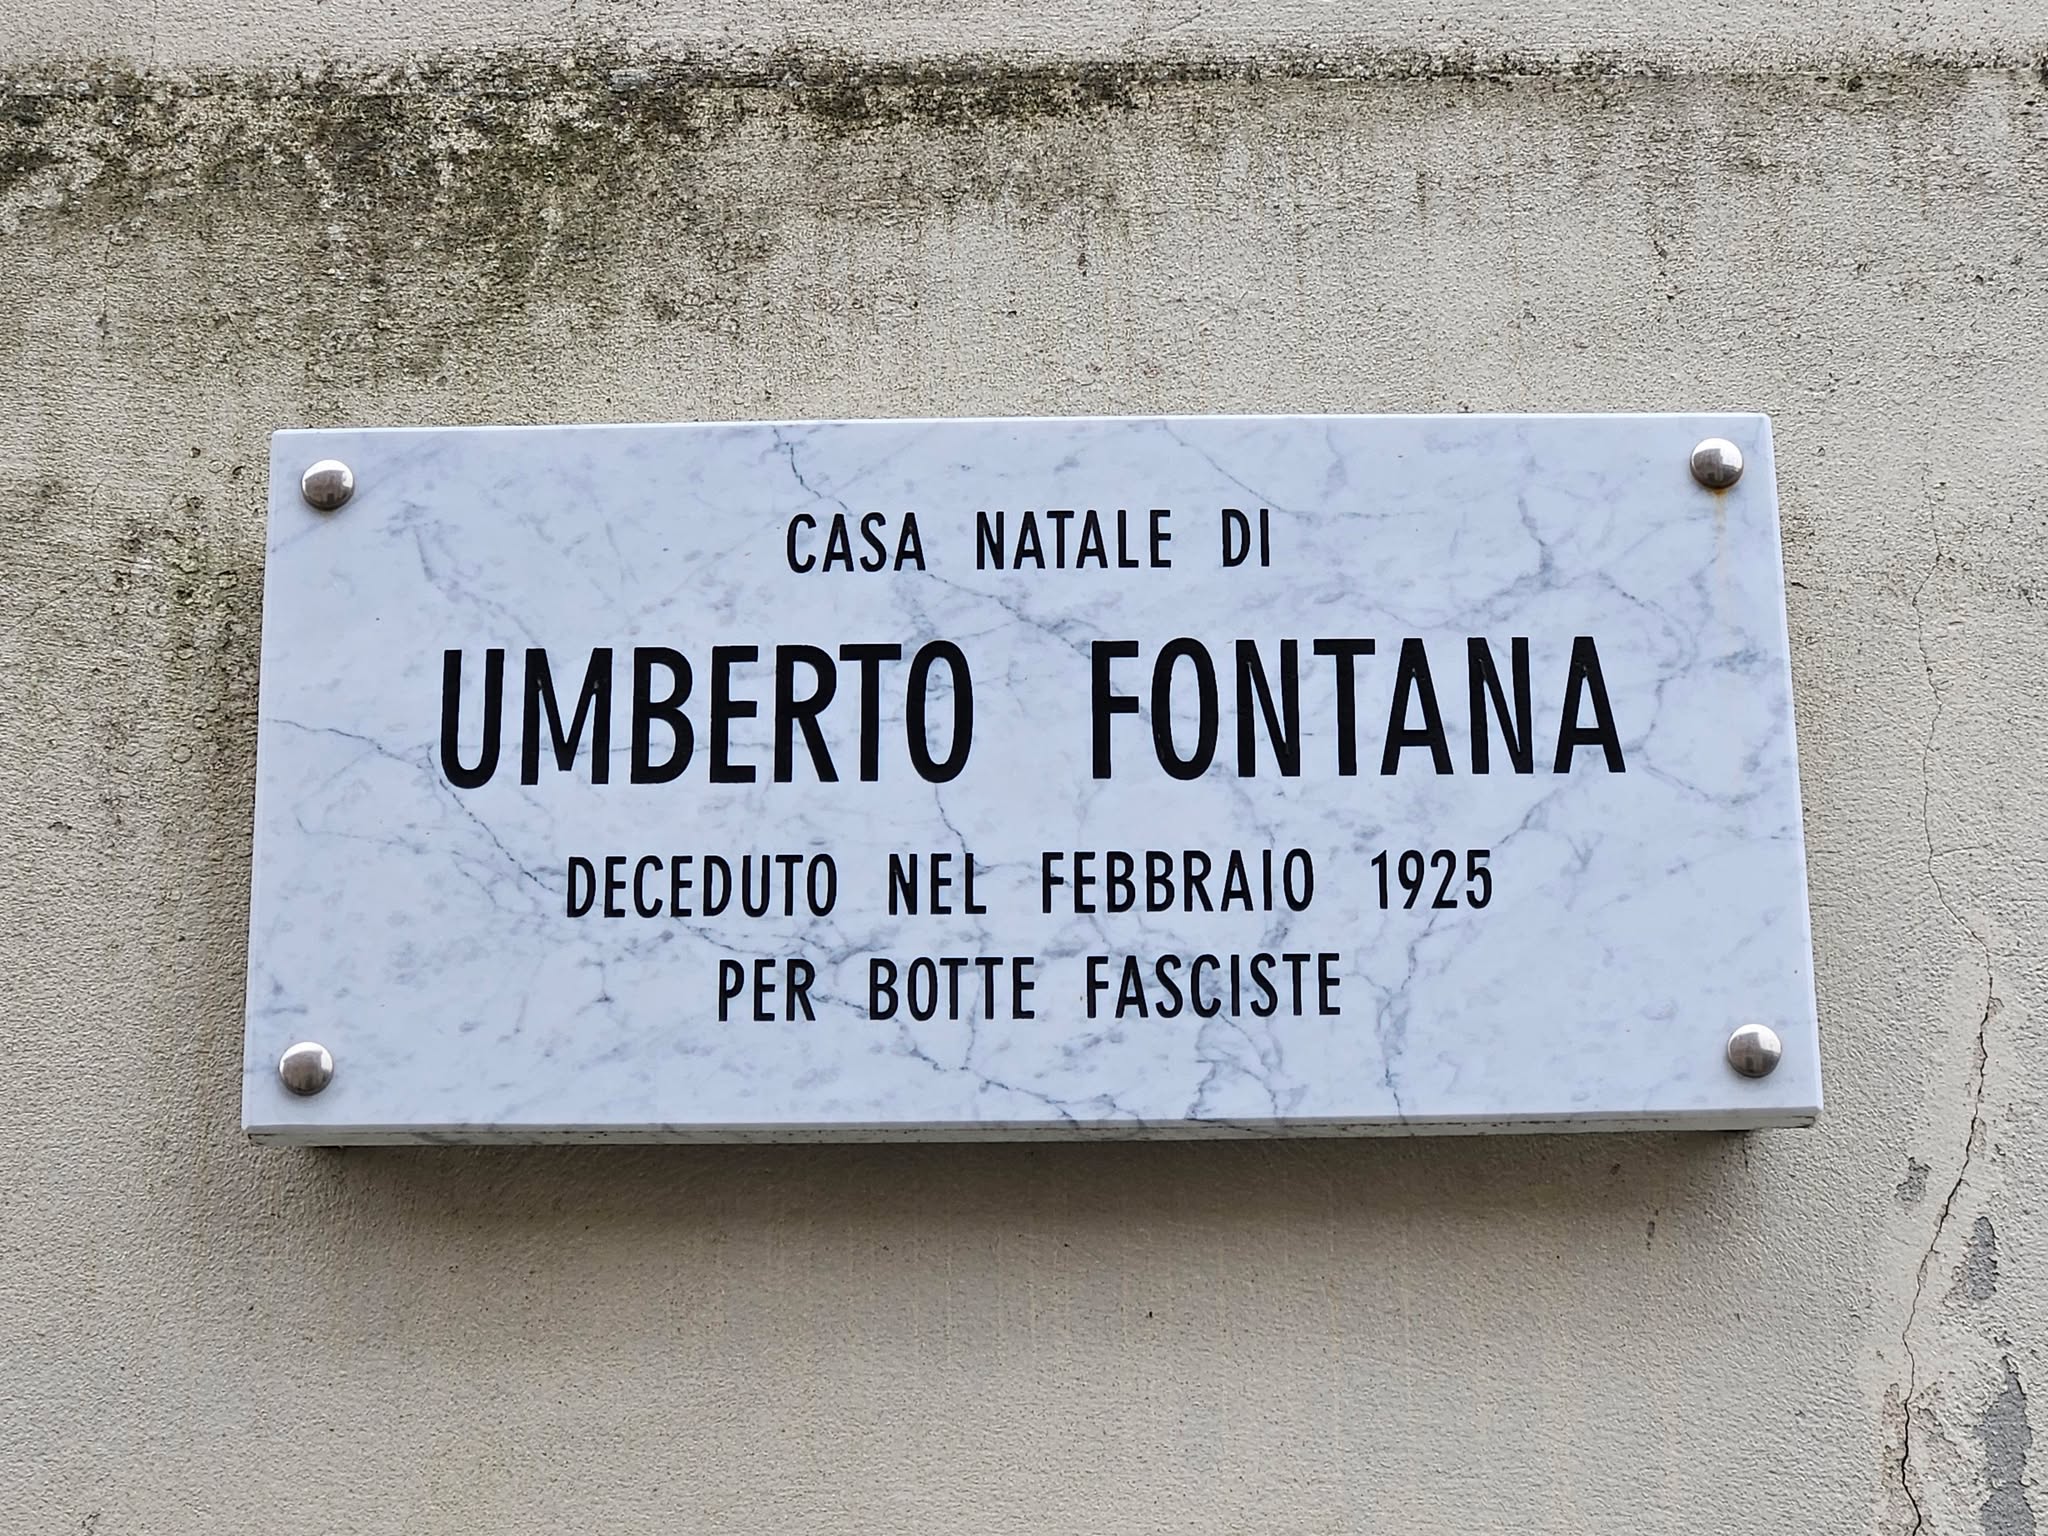 CASA NATALE DI
UMBERTO FONTANA
DECEDUTO NEL FEBBRAIO 1925
PER BOTTE FASCISTE